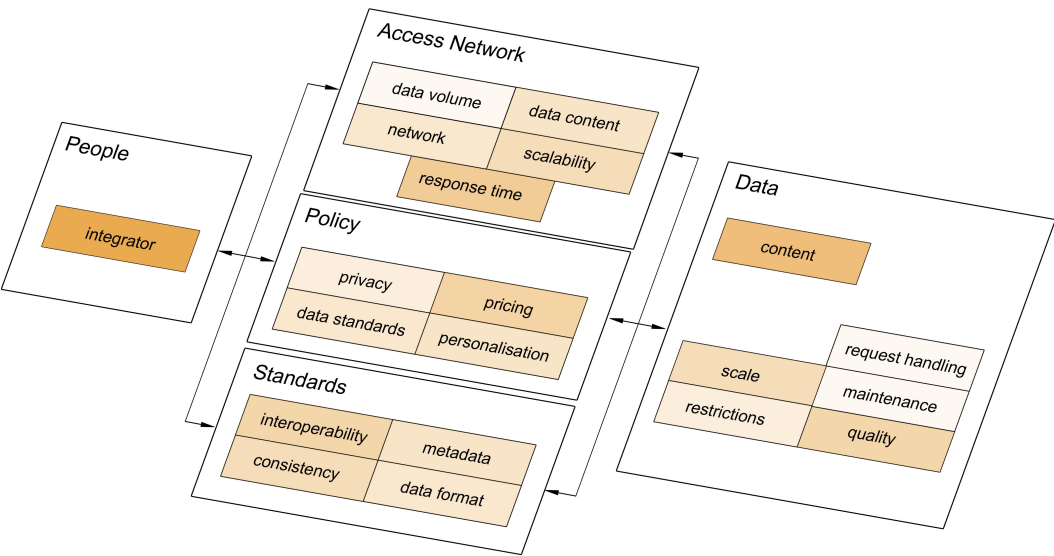 People
integrator
Access Network
data volume
data content
network
scalability
response time
Policy
privacy
pricing
data standards
personalisation
Standards
interoperability
metadata
consistency
data format
Data
content
request handling
scale
maintenance
restrictions
quality